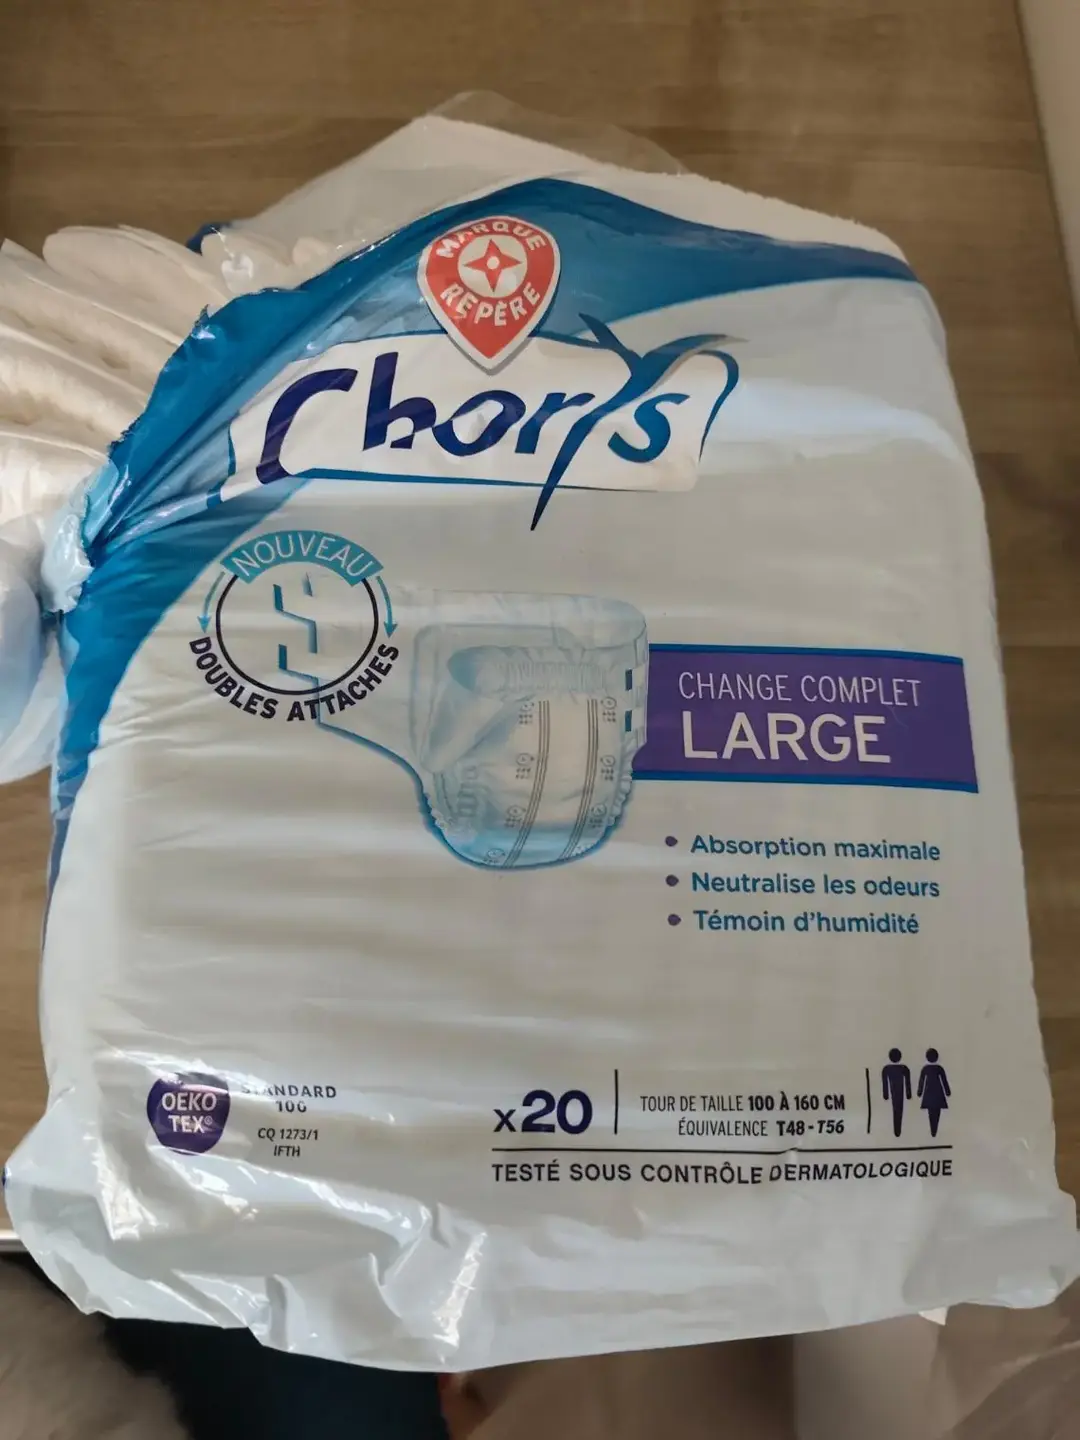 MARQUE
REPÈRE
Chorys
NOUVEAU
DOUBLES ATTACHES
CHANGE COMPLET
LARGE
• Absorption maximale
• Neutralise les odeurs
• Témoin d'humidité
OEKO
TEX®
STANDARD
100
CQ 1273/1
IFTH
x20
TOUR DE TAILLE 100 À 160 CM
ÉQUIVALENCE T48-T56
TESTÉ SOUS CONTRÔLE DERMATOLOGIQUE